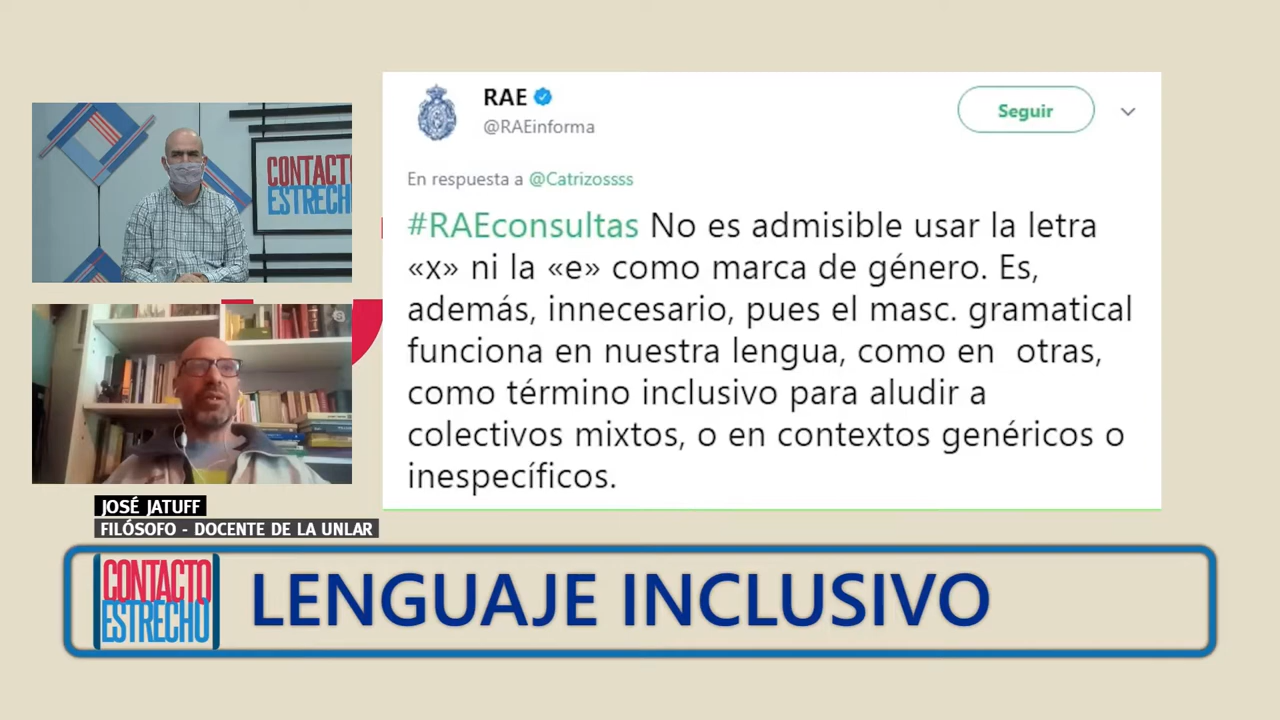 CONTACTO
ESTRECHO
RAE
@RAEinforma
Seguir
En respuesta a @Catrizossss
#RAEconsultas No es admisible usar la letra
«x» ni la «e» como marca de género. Es,
además, innecesario, pues el masc. gramatical
funciona en nuestra lengua, como en otras,
como término inclusivo para aludir a
colectivos mixtos, o en contextos genéricos o
inespecíficos.
JOSÉ JATUFF
FILÓSOFO - DOCENTE DE LA UNLAR
CONTACTO
ESTRECHO
LENGUAJE INCLUSIVO